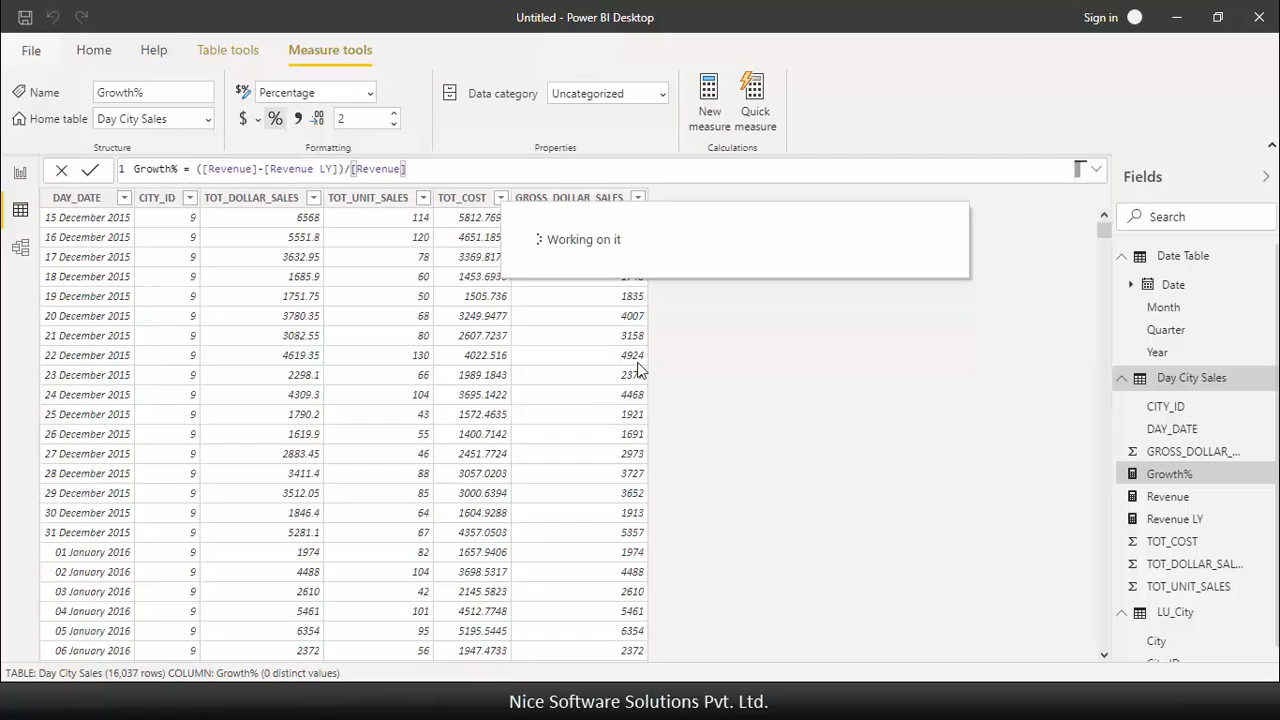 Untitled - Power BI Desktop
Sign in
File
Home
Help
Table tools
Measure tools
Name
Growth%
Home table
Day City Sales
Structure
$%
Percentage
$
%
2
Formatting
Data category
Uncategorized
Properties
New measure
Quick measure
Calculations
1 Growth% = ([Revenue]-[Revenue LY])/[Revenue]
DAY_DATE CITY_ID TOT_DOLLAR_SALES TOT_UNIT_SALES TOT_COST GROSS_DOLLAR_SALES
15 December 2015 9 6568 114 5812.769
16 December 2015 9 5551.8 120 4651.185
17 December 2015 9 3632.95 78 3369.817
18 December 2015 9 1685.9 60
19 December 2015 9 1751.75 50 1505.736 1835
20 December 2015 9 3780.35 68 3249.9477 4007
21 December 2015 9 3082.55 80 2607.7237 3158
22 December 2015 9 4619.35 130 4022.516 4924
23 December 2015 9 2298.1 66 1989.1843
24 December 2015 9 4309.3 104 3695.1422 4468
25 December 2015 9 1790.2 43 1572.4635 1921
26 December 2015 9 1619.9 55 1400.7142 1691
27 December 2015 9 2883.45 46 2451.7724 2973
28 December 2015 9 3411.4 88 3057.0203 3727
29 December 2015 9 3512.05 85 3000.6394 3652
30 December 2015 9 1846.4 64 1604.9288 1913
31 December 2015 9 5281.1 67 4357.0503 5357
01 January 2016 9 1974 82 1657.9406 1974
02 January 2016 9 4488 104 3698.5317 4488
03 January 2016 9 2610 42 2145.5823 2610
04 January 2016 9 5461 101 4512.7748 5461
05 January 2016 9 6354 95 5195.5445 6354
06 January 2016 9 2372 56 1947.4733 2372
Working on it
Fields
Search
Date Table
Date
Month
Quarter
Year
Day City Sales
CITY_ID
DAY_DATE
Σ GROSS_DOLLAR_...
Growth%
Revenue
Revenue LY
Σ TOT_COST
Σ TOT_DOLLAR_SAL...
Σ TOT_UNIT_SALES
LU_City
City
TABLE: Day City Sales (16,037 rows) COLUMN: Growth% (0 distinct values)
Nice Software Solutions Pvt. Ltd.